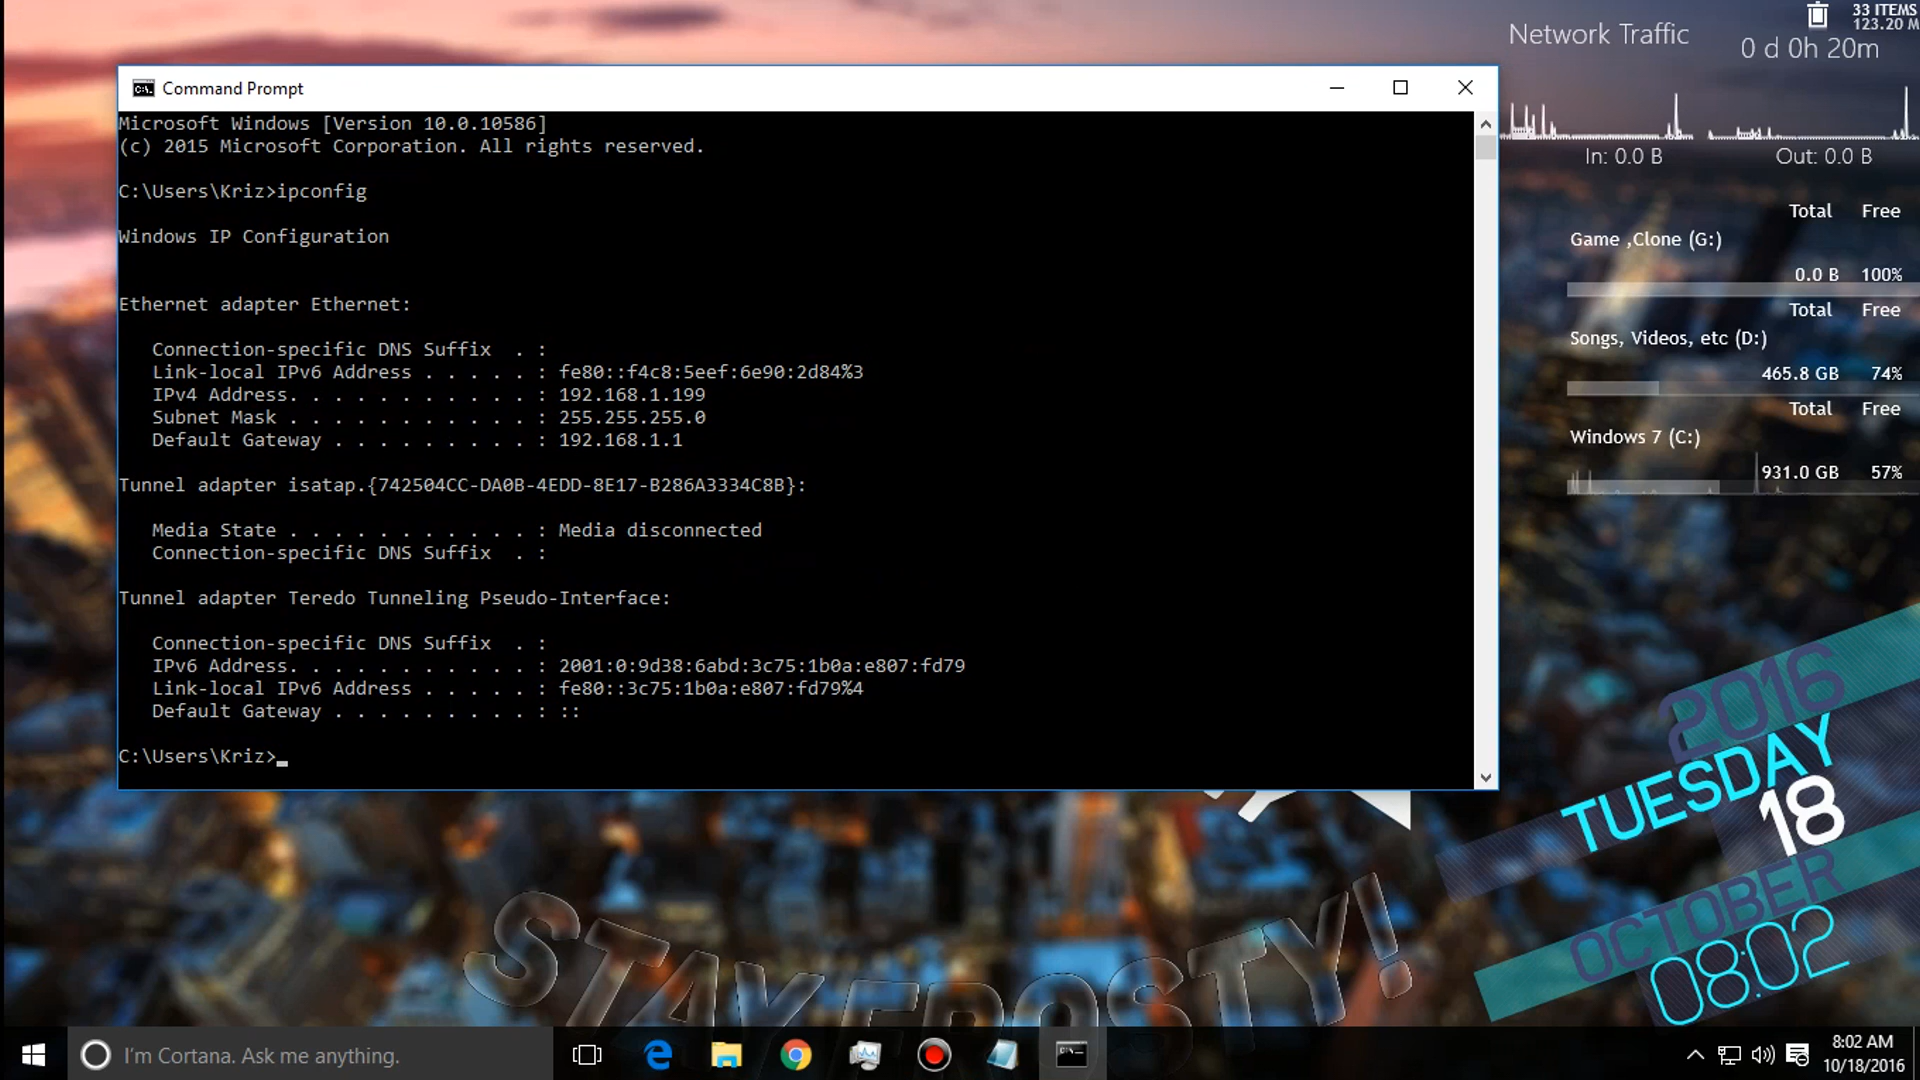 33 ITEMS
123.20 M
Network Traffic
0 d 0h 20m
In: 0.0 B
Out: 0.0 B
Command Prompt
Microsoft Windows [Version 10.0.10586]
(c) 2015 Microsoft Corporation. All rights reserved.
C:\Users\Kriz>ipconfig
Windows IP Configuration
Ethernet adapter Ethernet:
Connection-specific DNS Suffix . :
Link-local IPv6 Address . . . . . : fe80::f4c8:5eef:6e90:2d84%3
IPv4 Address. . . . . . . . . . . : 192.168.1.199
Subnet Mask . . . . . . . . . . . : 255.255.255.0
Default Gateway . . . . . . . . . : 192.168.1.1
Tunnel adapter isatap.{742504CC-DA0B-4EDD-8E17-B286A3334C8B}:
Media State . . . . . . . . . . . : Media disconnected
Connection-specific DNS Suffix . :
Tunnel adapter Teredo Tunneling Pseudo-Interface:
Connection-specific DNS Suffix . :
IPv6 Address. . . . . . . . . . . : 2001:0:9d38:6abd:3c75:1b0a:e807:fd79
Link-local IPv6 Address . . . . . : fe80::3c75:1b0a:e807:fd79%4
Default Gateway . . . . . . . . . : ::
C:\Users\Kriz>_
Total Free
Game ,Clone (G:)
0.0 B 100%
Total Free
Songs, Videos, etc (D:)
465.8 GB 74%
Total Free
Windows 7 (C:)
931.0 GB 57%
2016
TUESDAY
18
OCTOBER
08:02
STAY FROSTY!
I'm Cortana. Ask me anything.
8:02 AM
10/18/2016